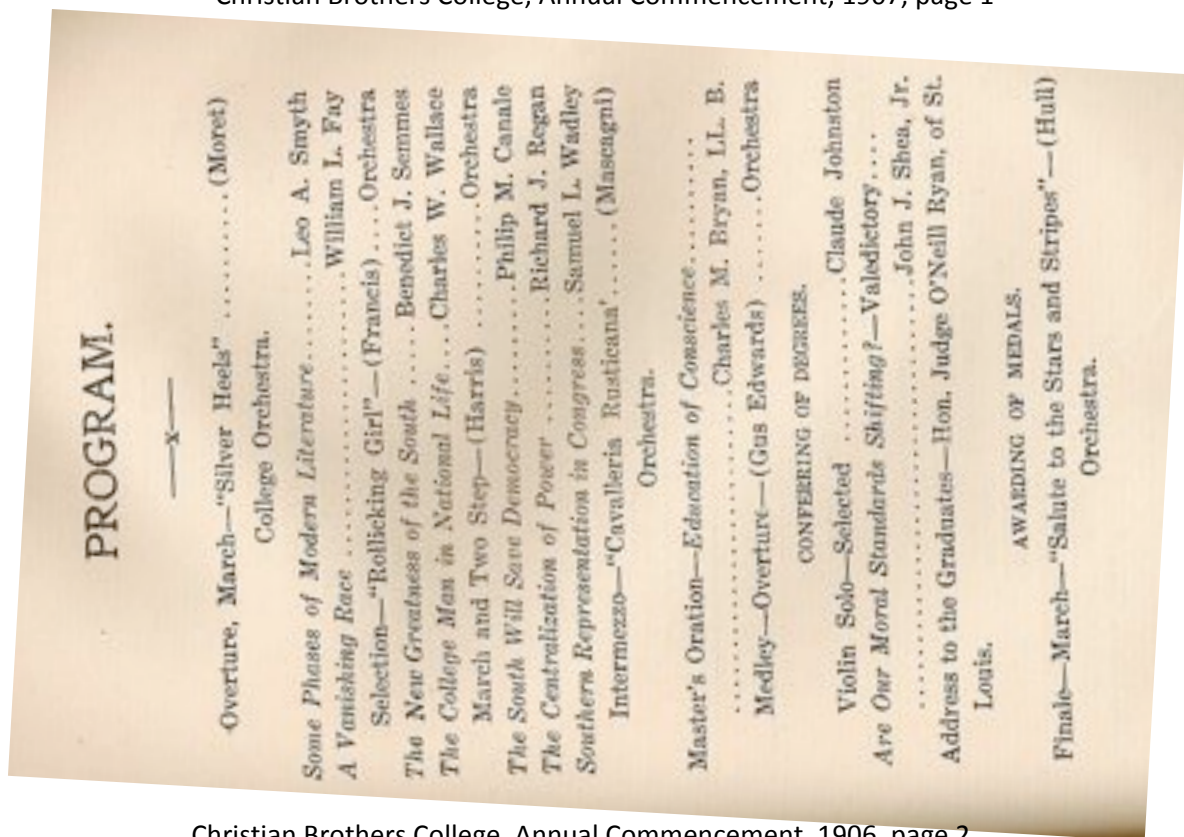 Christian Brothers College, Annual Commencement, 1907, page 1
PROGRAM.
—x—
Overture, March—"Silver Heels" ........(Moret)
College Orchestra.
Some Phases of Modern Literature.......Leo A. Smyth
A Vanishing Race ....................William L. Fay
Selection—"Rollicking Girl"—(Francis)....Orchestra
The New Greatness of the South ......Benedict J. Semmes
The College Man in National Life....Charles W. Wallace
March and Two Step—(Harris) ..........Orchestra
The South Will Save Democracy........Philip M. Canale
The Centralization of Power .........Richard J. Regan
Southern Representation in Congress....Samuel L. Wadley
Intermezzo—"Cavalleria Rusticana'......(Mascagni)
Orchestra.
Master's Oration—Education of Conscience........
....................Charles M. Bryan, LL. B.
Medley—Overture—(Gus Edwards) ......Orchestra
CONFERING OF DEGREES.
Violin Solo—Selected ..........Claude Johnston
Are Our Moral Standards Shifting?—Valedictory....
....................John J. Shea, Jr.
Address to the Graduates—Hon. Judge O'Neill Ryan, of St.
Louis.
AWARDING OF MEDALS.
Finale—March—"Salute to the Stars and Stripes"—(Hull)
Orchestra.
Christian Brothers College, Annual Commencement, 1906, page 2